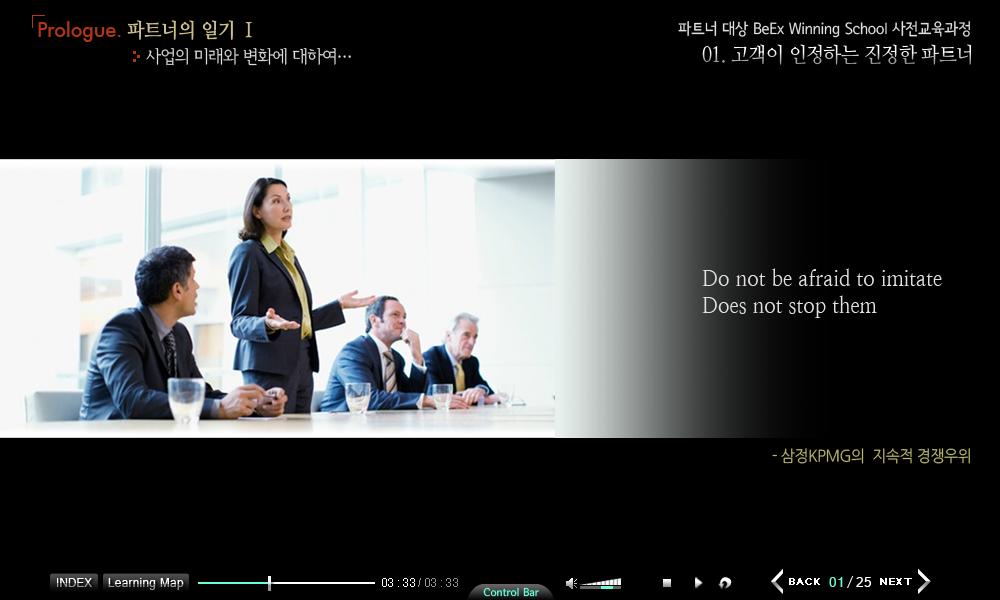 Prologue. 파트너의 일기 I
사업의 미래와 변화에 대하여…
파트너 대상 BeEx Winning School 사전교육과정
01. 고객이 인정하는 진정한 파트너
Do not be afraid to imitate
Does not stop them
- 삼정KPMG의 지속적 경쟁우위
INDEX Learning Map 03 : 33 / 03 : 33 Control Bar BACK 01 / 25 NEXT